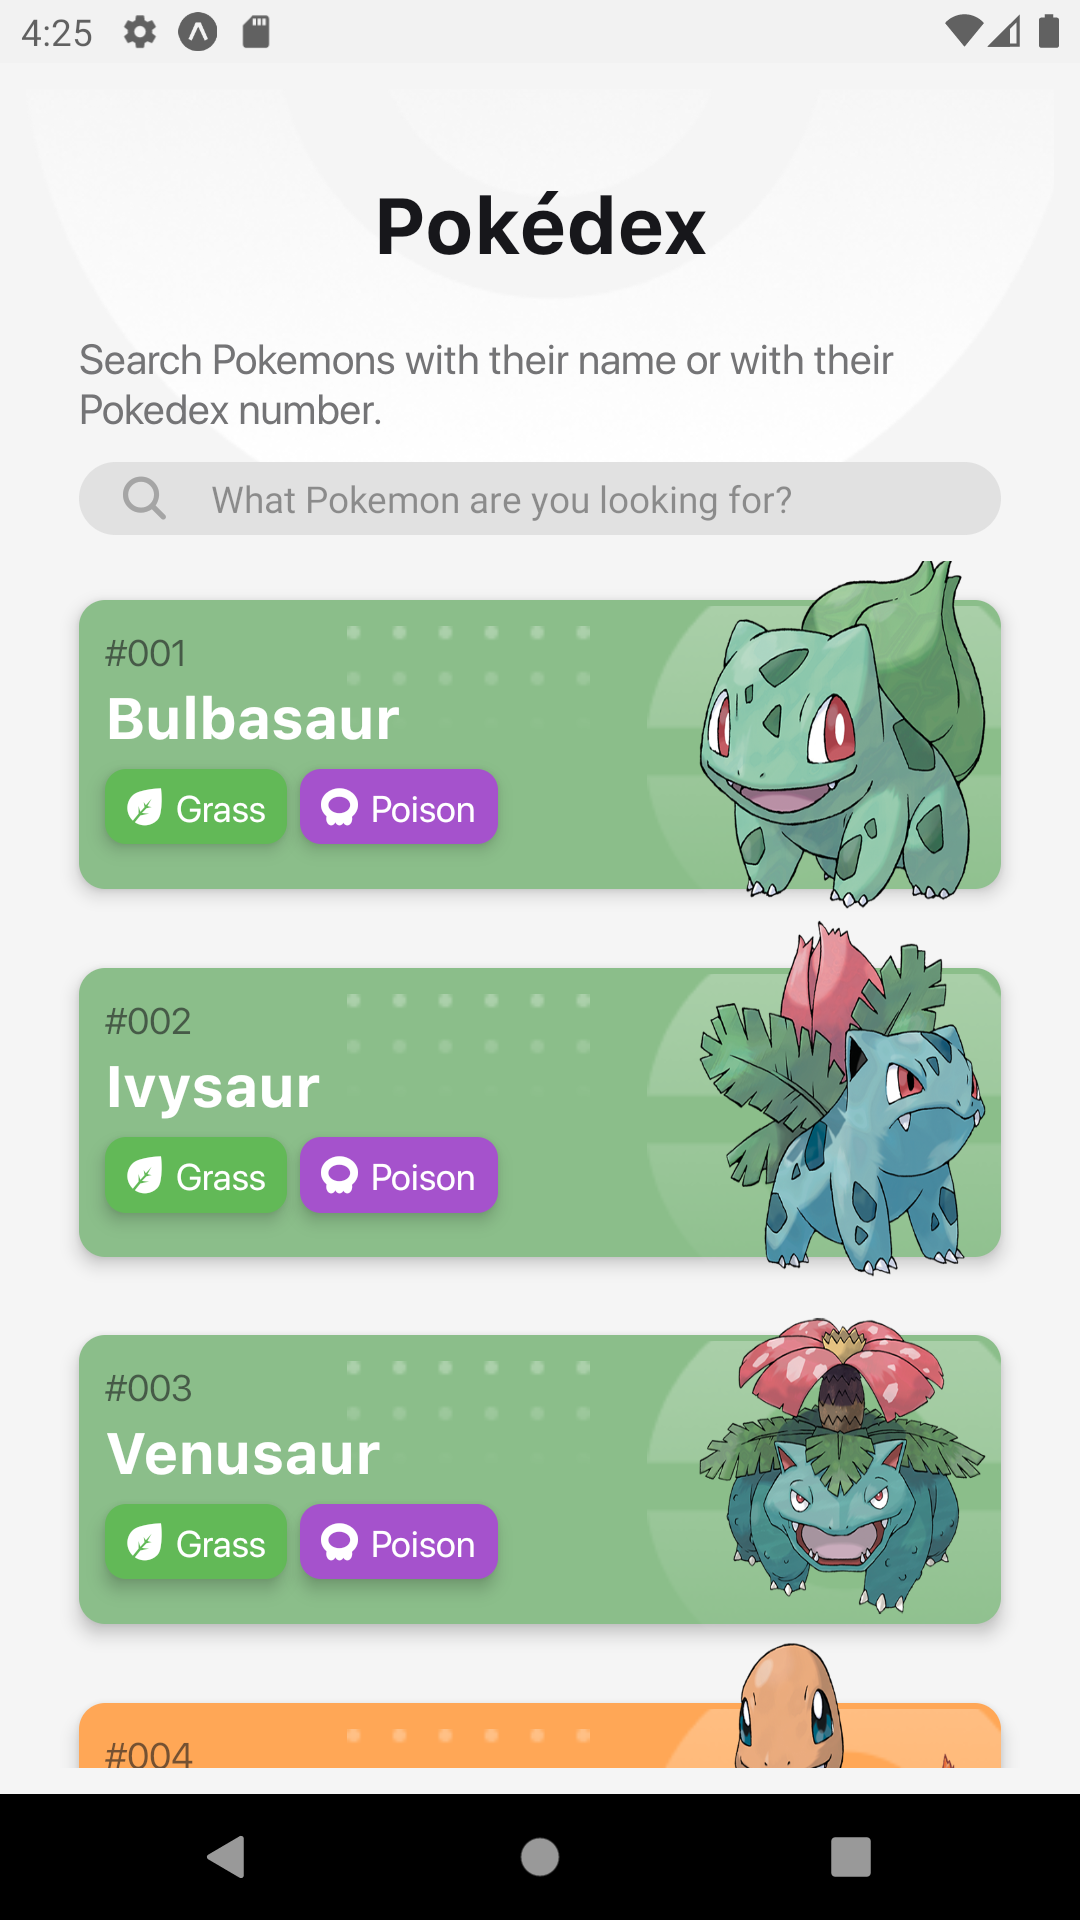 4:25
Pokédex
Search Pokemons with their name or with their
Pokedex number.
What Pokemon are you looking for?
#001
Bulbasaur
Grass Poison
#002
Ivysaur
Grass Poison
#003
Venusaur
Grass Poison
#004